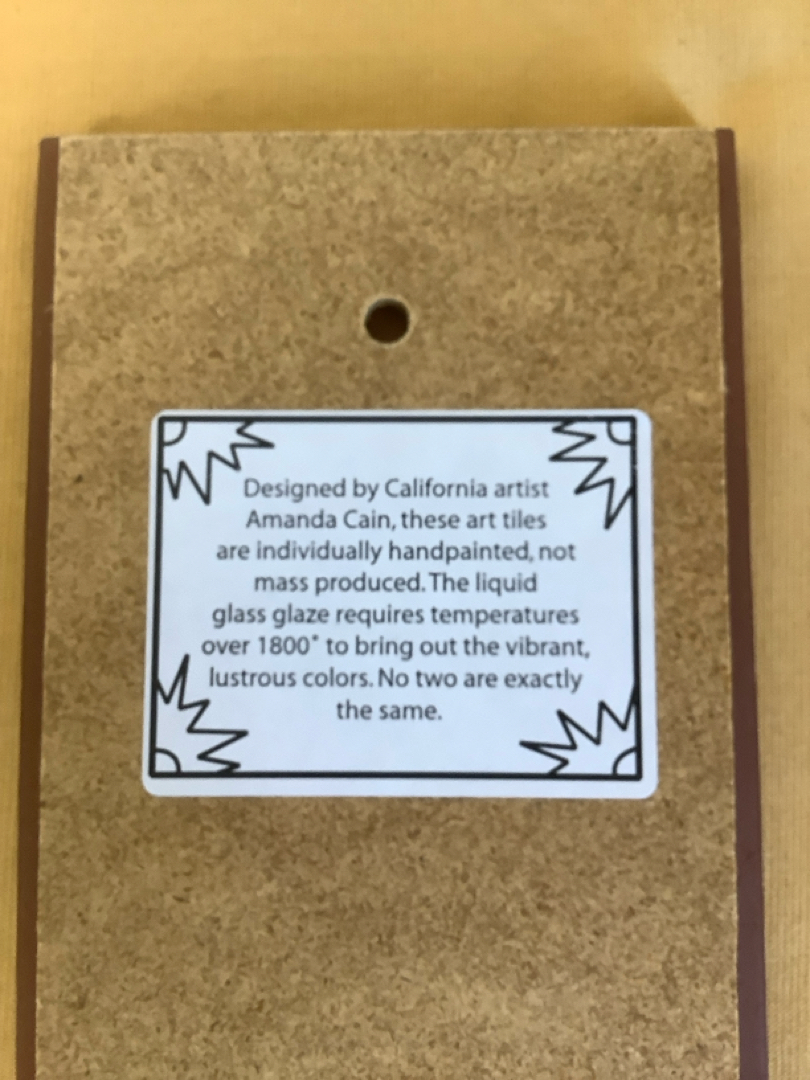 Designed by California artist
Amanda Cain, these art tiles
are individually handpainted, not
mass produced. The liquid
glass glaze requires temperatures
over 1800˚ to bring out the vibrant,
lustrous colors. No two are exactly
the same.